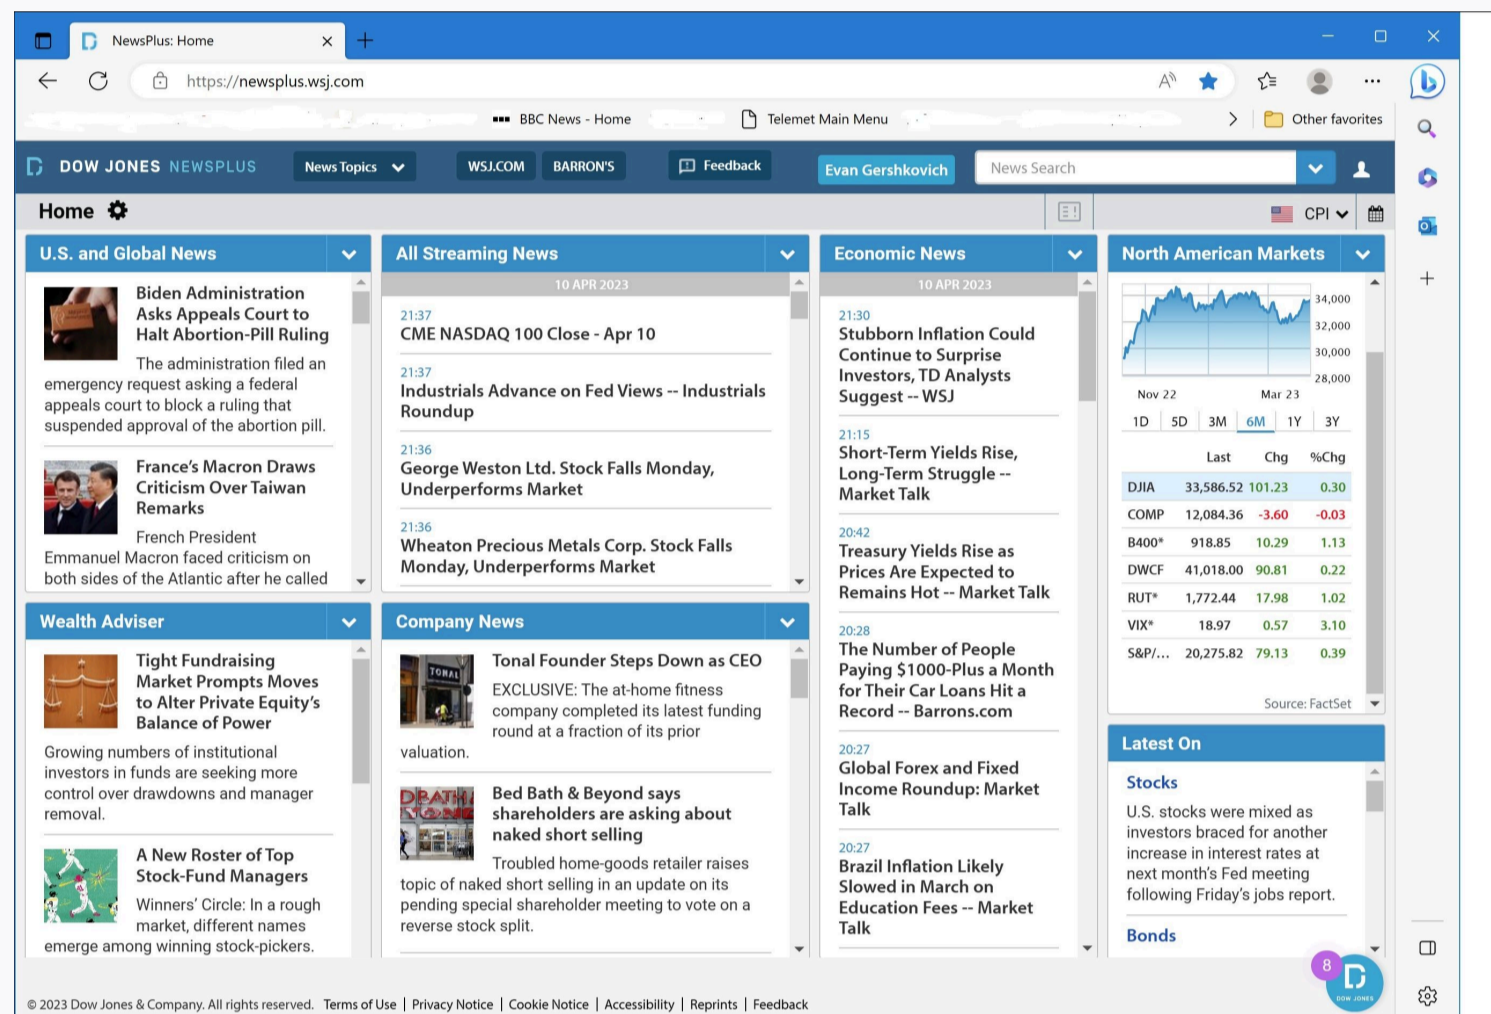 NewsPlus: Home
https://newsplus.wsj.com
BBC News - Home
Telemet Main Menu
Other favorites
DOW JONES NEWSPLUS
News Topics
WSJ.COM
BARRON'S
Feedback
Evan Gershkovich
News Search
Home
CPI
U.S. and Global News
Biden Administration
Asks Appeals Court to
Halt Abortion-Pill Ruling
The administration filed an
emergency request asking a federal
appeals court to block a ruling that
suspended approval of the abortion pill.
France's Macron Draws
Criticism Over Taiwan
Remarks
French President
Emmanuel Macron faced criticism on
both sides of the Atlantic after he called
Wealth Adviser
Tight Fundraising
Market Prompts Moves
to Alter Private Equity's
Balance of Power
Growing numbers of institutional
investors in funds are seeking more
control over drawdowns and manager
removal.
A New Roster of Top
Stock-Fund Managers
Winners' Circle: In a rough
market, different names
emerge among winning stock-pickers.
All Streaming News
10 APR 2023
21:37
CME NASDAQ 100 Close - Apr 10
21:37
Industrials Advance on Fed Views -- Industrials
Roundup
21:36
George Weston Ltd. Stock Falls Monday,
Underperforms Market
21:36
Wheaton Precious Metals Corp. Stock Falls
Monday, Underperforms Market
Company News
TONAL
Tonal Founder Steps Down as CEO
EXCLUSIVE: The at-home fitness
company completed its latest funding
round at a fraction of its prior
valuation.
Bed Bath & Beyond says
shareholders are asking about
naked short selling
Troubled home-goods retailer raises
topic of naked short selling in an update on its
pending special shareholder meeting to vote on a
reverse stock split.
Economic News
10 APR 2023
21:30
Stubborn Inflation Could
Continue to Surprise
Investors, TD Analysts
Suggest -- WSJ
21:15
Short-Term Yields Rise,
Long-Term Struggle --
Market Talk
20:42
Treasury Yields Rise as
Prices Are Expected to
Remains Hot -- Market Talk
20:28
The Number of People
Paying $1000-Plus a Month
for Their Car Loans Hit a
Record -- Barrons.com
20:27
Global Forex and Fixed
Income Roundup: Market
Talk
20:27
Brazil Inflation Likely
Slowed in March on
Education Fees -- Market
Talk
North American Markets
34,000
32,000
30,000
28,000
Nov 22 Mar 23
1D 5D 3M 6M 1Y 3Y
Last Chg %Chg
DJIA 33,586.52 101.23 0.30
COMP 12,084.36 -3.60 -0.03
B400* 918.85 10.29 1.13
DWCF 41,018.00 90.81 0.22
RUT* 1,772.44 17.98 1.02
VIX* 18.97 0.57 3.10
S&P/... 20,275.82 79.13 0.39
Source: FactSet
Latest On
Stocks
U.S. stocks were mixed as
investors braced for another
increase in interest rates at
next month's Fed meeting
following Friday's jobs report.
Bonds
8
DOW JONES
© 2023 Dow Jones & Company. All rights reserved. Terms of Use | Privacy Notice | Cookie Notice | Accessibility | Reprints | Feedback